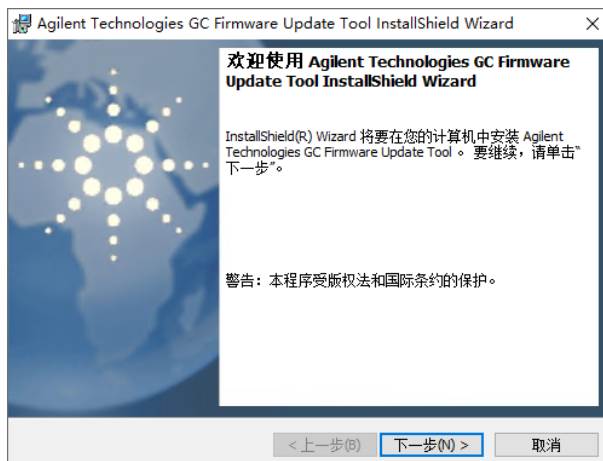 Agilent Technologies GC Firmware Update Tool InstallShield Wizard
欢迎使用 Agilent Technologies GC Firmware
Update Tool InstallShield Wizard
InstallShield(R) Wizard 将要在您的计算机中安装 Agilent
Technologies GC Firmware Update Tool 。 要继续，请单击“
下一步”。
警告：本程序受版权法和国际条约的保护。
< 上一步(B)
下一步(N) >
取消